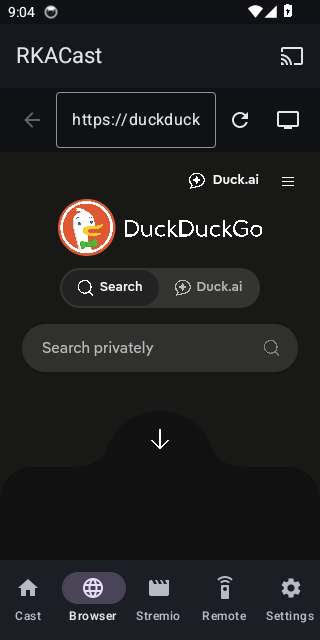 9:04
RKACast
https://duckduck
Duck.ai
DuckDuckGo
Search Duck.ai
Search privately
Cast Browser Stremio Remote Settings